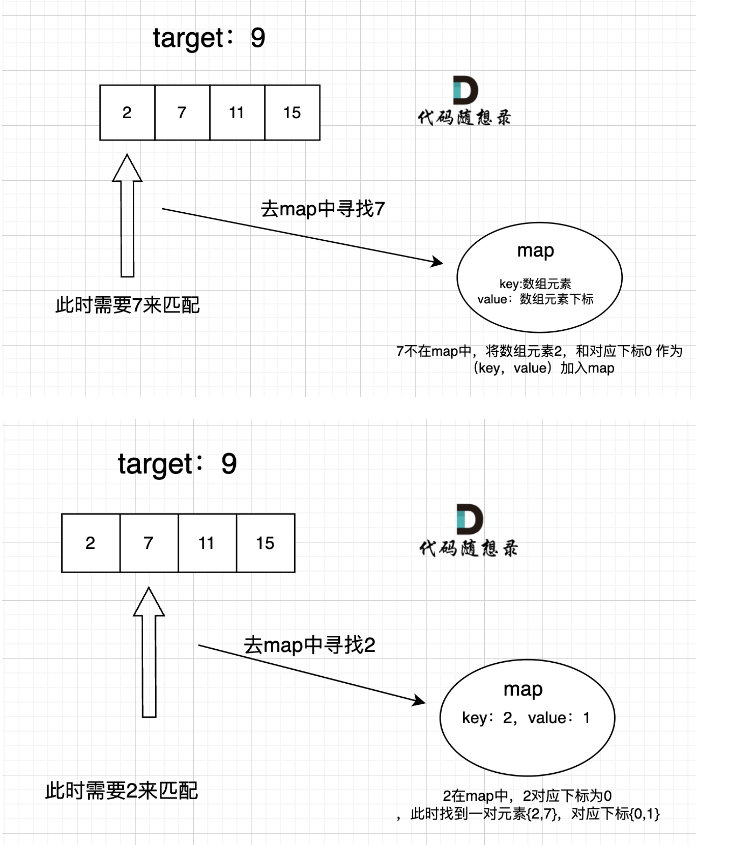 target：9
2 7 11 15
代码随想录
去map中寻找7
map
key:数组元素
value：数组元素下标
此时需要7来匹配
7不在map中，将数组元素2，和对应下标0 作为
（key，value）加入map
target：9
2 7 11 15
代码随想录
去map中寻找2
map
key：2，value：1
此时需要2来匹配
2在map中，2对应下标为0
，此时找到一对元素{2,7}，对应下标{0,1}